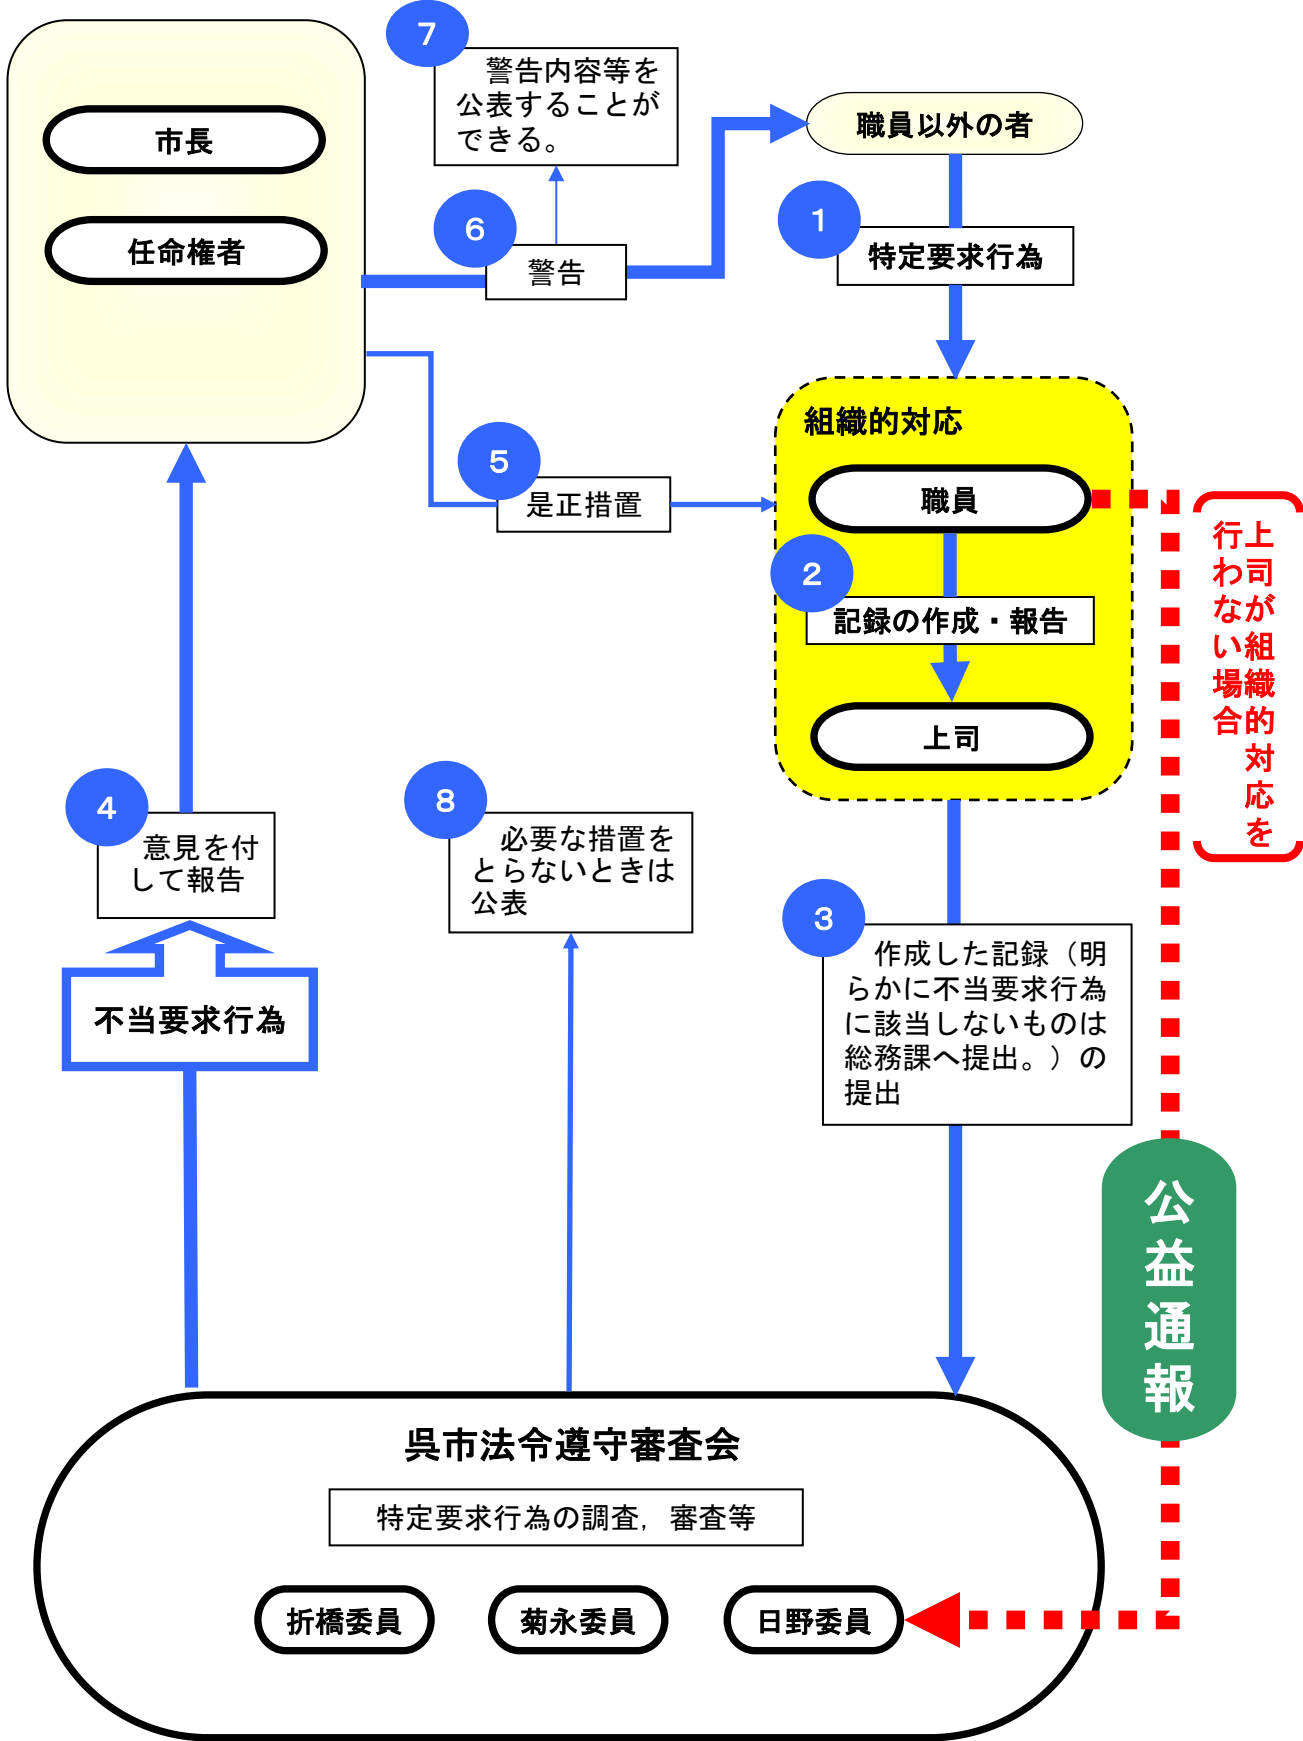 7
警告内容等を
公表することが
できる。
市長
任命権者
職員以外の者
6
警告
1
特定要求行為
組織的対応
職員
5
是正措置
2
記録の作成・報告
上司
上司が組織的対応を
行わない場合
4
意見を付
して報告
8
必要な措置を
とらないときは
公表
3
作成した記録（明
らかに不当要求行為
に該当しないものは
総務課へ提出。）の
提出
不当要求行為
公益通報
呉市法令遵守審査会
特定要求行為の調査，審査等
折橋委員
菊永委員
日野委員